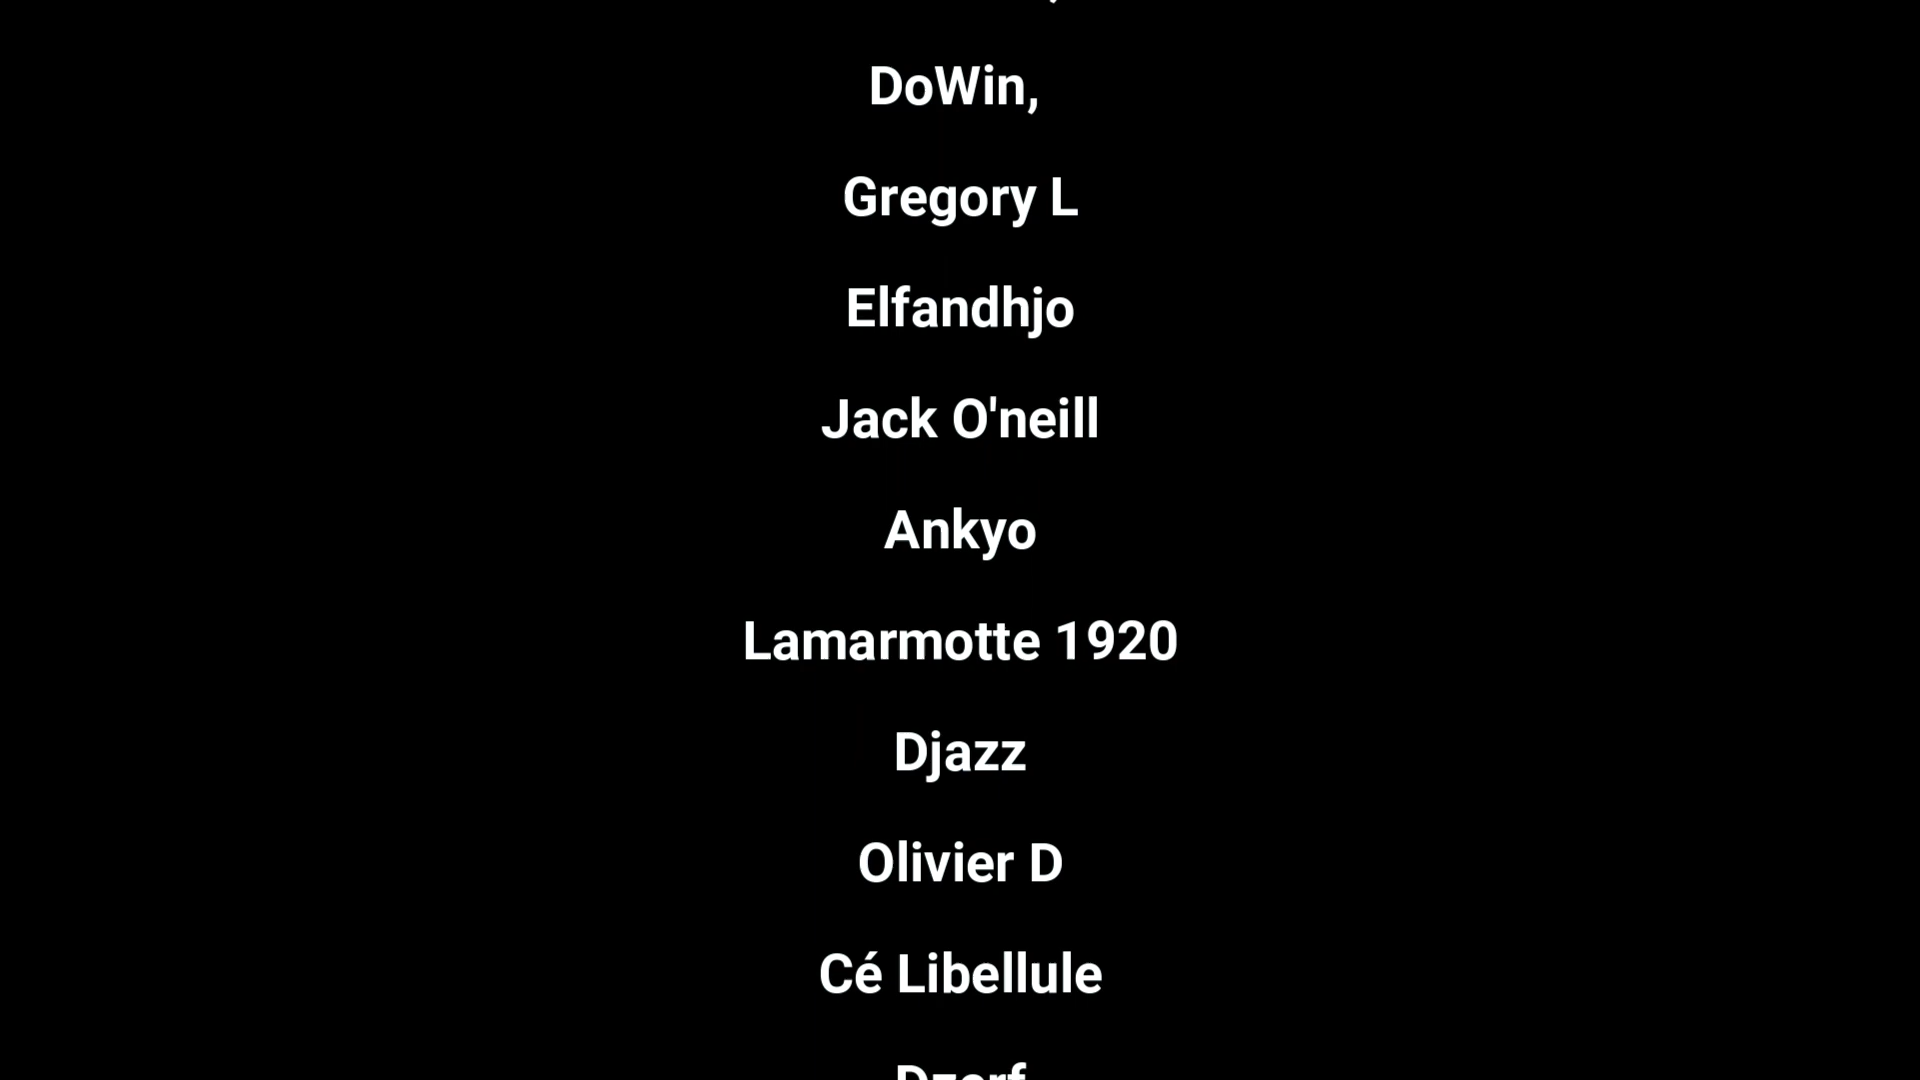 DoWin,
Gregory L
Elfandhjo
Jack O'neill
Ankyo
Lamarmotte 1920
Djazz
Olivier D
Cé Libellule